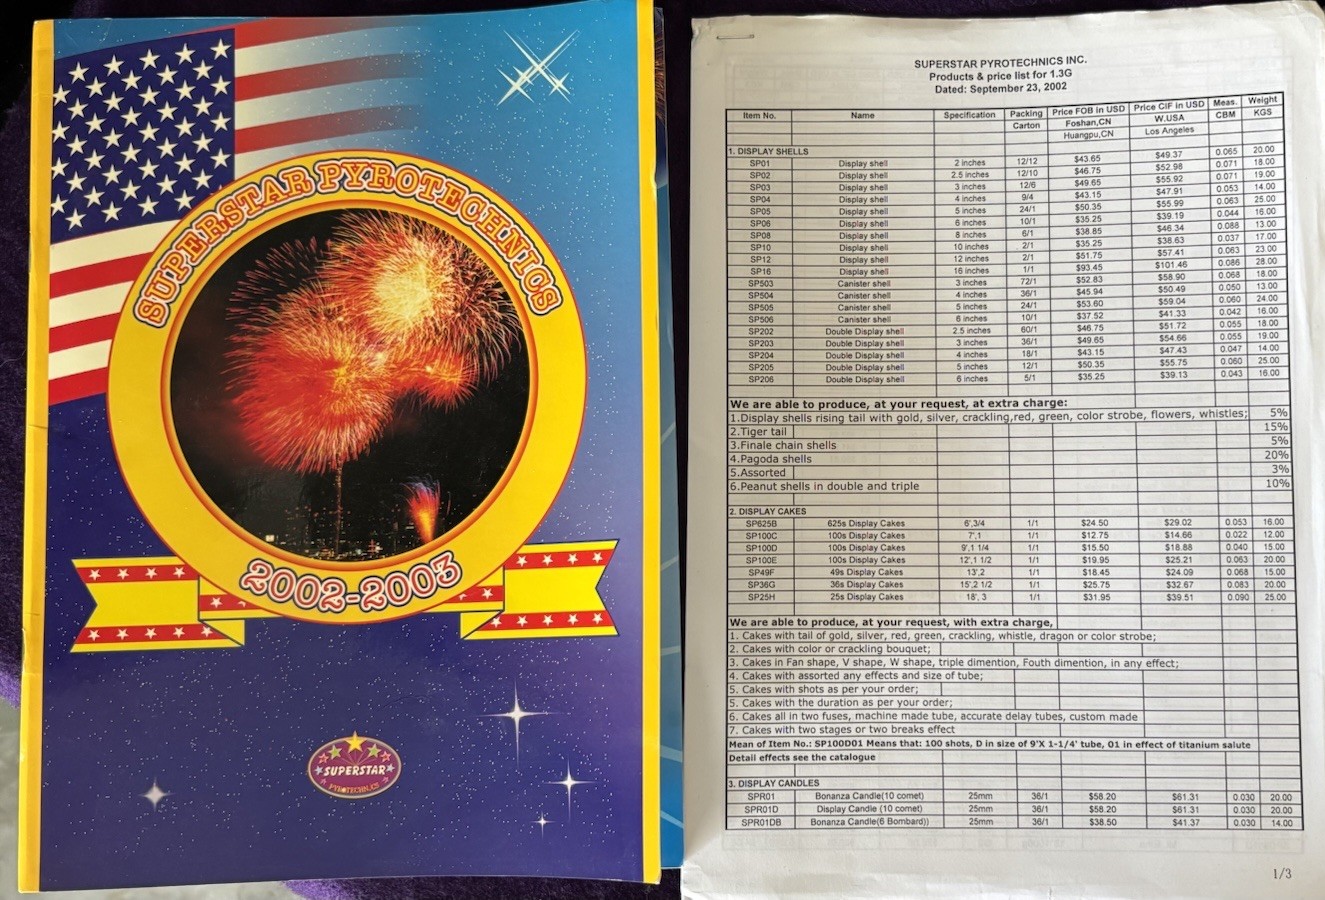 SUPERSTAR PYROTECHNICS
2002-2003
SUPERSTAR
PYROTECHNICS
SUPERSTAR PYROTECHNICS INC.
Products & price list for 1.3G
Dated: September 23, 2002
Item No. Name Specification Packing Price FOB in USD Price CIF in USD Meas. Weight
Carton Foshan,CN W.USA CBM KGS
Huangpu,CN Los Angeles
1. DISPLAY SHELLS
SP01 Display shell 2 inches 12/12 $43.65 $49.37 0.065 20.00
SP02 Display shell 2.5 inches 12/10 $46.75 $52.98 0.071 18.00
SP03 Display shell 3 inches 12/6 $49.65 $55.92 0.071 19.00
SP04 Display shell 4 inches 9/4 $43.15 $47.91 0.053 14.00
SP05 Display shell 5 inches 24/1 $50.35 $55.99 0.063 25.00
SP06 Display shell 6 inches 10/1 $35.25 $39.19 0.044 16.00
SP08 Display shell 8 inches 6/1 $38.85 $46.34 0.088 13.00
SP10 Display shell 10 inches 2/1 $35.25 $38.63 0.037 17.00
SP12 Display shell 12 inches 2/1 $51.75 $57.41 0.063 23.00
SP16 Display shell 16 inches 1/1 $93.45 $101.46 0.086 28.00
SP503 Canister shell 3 inches 72/1 $52.83 $58.90 0.068 18.00
SP504 Canister shell 4 inches 36/1 $45.94 $50.49 0.050 13.00
SP505 Canister shell 5 inches 24/1 $53.60 $59.04 0.060 24.00
SP506 Canister shell 6 inches 10/1 $37.52 $41.33 0.042 16.00
SP202 Double Display shell 2.5 inches 60/1 $46.75 $51.72 0.055 18.00
SP203 Double Display shell 3 inches 36/1 $49.65 $54.66 0.055 19.00
SP204 Double Display shell 4 inches 18/1 $43.15 $47.43 0.047 14.00
SP205 Double Display shell 5 inches 12/1 $50.35 $55.75 0.060 25.00
SP206 Double Display shell 6 inches 5/1 $35.25 $39.13 0.043 16.00
We are able to produce, at your request, at extra charge:
1.Display shells rising tail with gold, silver, crackling,red, green, color strobe, flowers, whistles; 5%
2.Tiger tail 15%
3.Finale chain shells 5%
4.Pagoda shells 20%
5.Assorted 3%
6.Peanut shells in double and triple 10%
2. DISPLAY CAKES
SP625B 625s Display Cakes 6',3/4 1/1 $24.50 $29.02 0.053 16.00
SP100C 100s Display Cakes 7',1 1/1 $12.75 $14.66 0.022 12.00
SP100D 100s Display Cakes 9',1 1/4 1/1 $15.50 $18.88 0.040 15.00
SP100E 100s Display Cakes 12',1 1/2 1/1 $19.95 $25.21 0.063 20.00
SP49F 49s Display Cakes 13',2 1/1 $18.45 $24.09 0.068 15.00
SP36G 36s Display Cakes 15',2 1/2 1/1 $25.75 $32.67 0.083 20.00
SP25H 25s Display Cakes 18', 3 1/1 $31.95 $39.51 0.090 25.00
We are able to produce, at your request, with extra charge,
1. Cakes with tail of gold, silver, red, green, crackling, whistle, dragon or color strobe;
2. Cakes with color or crackling bouquet;
3. Cakes in Fan shape, V shape, W shape, triple dimention, Fouth dimention, in any effect;
4. Cakes with assorted any effects and size of tube;
5. Cakes with shots as per your order;
5. Cakes with the duration as per your order;
6. Cakes all in two fuses, machine made tube, accurate delay tubes, custom made
7. Cakes with two stages or two breaks effect
Mean of Item No.: SP100D01 Means that: 100 shots, D in size of 9'X 1-1/4' tube, 01 in effect of titanium salute
Detail effects see the catalogue
3. DISPLAY CANDLES
SPR01 Bonanza Candle(10 comet) 25mm 36/1 $58.20 $61.31 0.030 20.00
SPR01D Display Candle (10 comet) 25mm 36/1 $58.20 $61.31 0.030 20.00
SPR01DB Bonanza Candle(6 Bombard)) 25mm 36/1 $38.50 $41.37 0.030 14.00
1/3